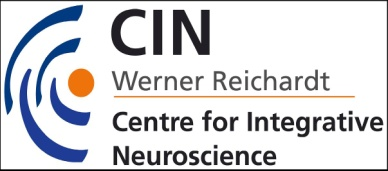 CIN
Werner Reichardt
Centre for Integrative
Neuroscience